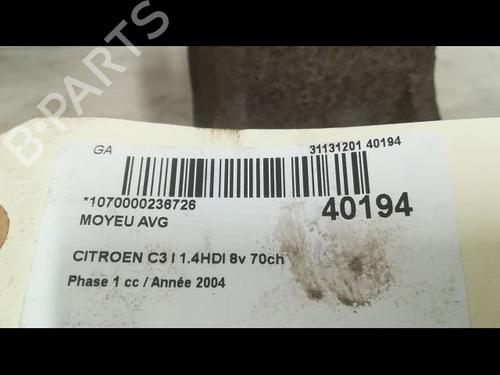 B-PARTS
GA
31131201 40194
*1070000236726
40194
MOYEU AVG
CITROEN C3 I 1.4HDI 8v 70ch
Phase 1 cc / Année 2004